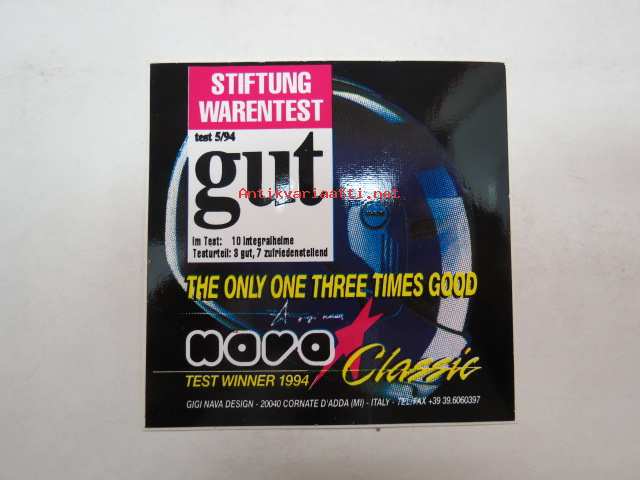 STIFTUNG
WARENTEST
test 5/94
gut
Antikvariaatti.net
Im Test: 10 Integralhelme
Testurteil: 3 gut, 7 zufriedenstellend
THE ONLY ONE THREE TIMES GOOD
NAVA
Classic
TEST WINNER 1994
GIGI NAVA DESIGN - 20040 CORNATE D'ADDA (MI) - ITALY - TEL/FAX +39 39.6060397